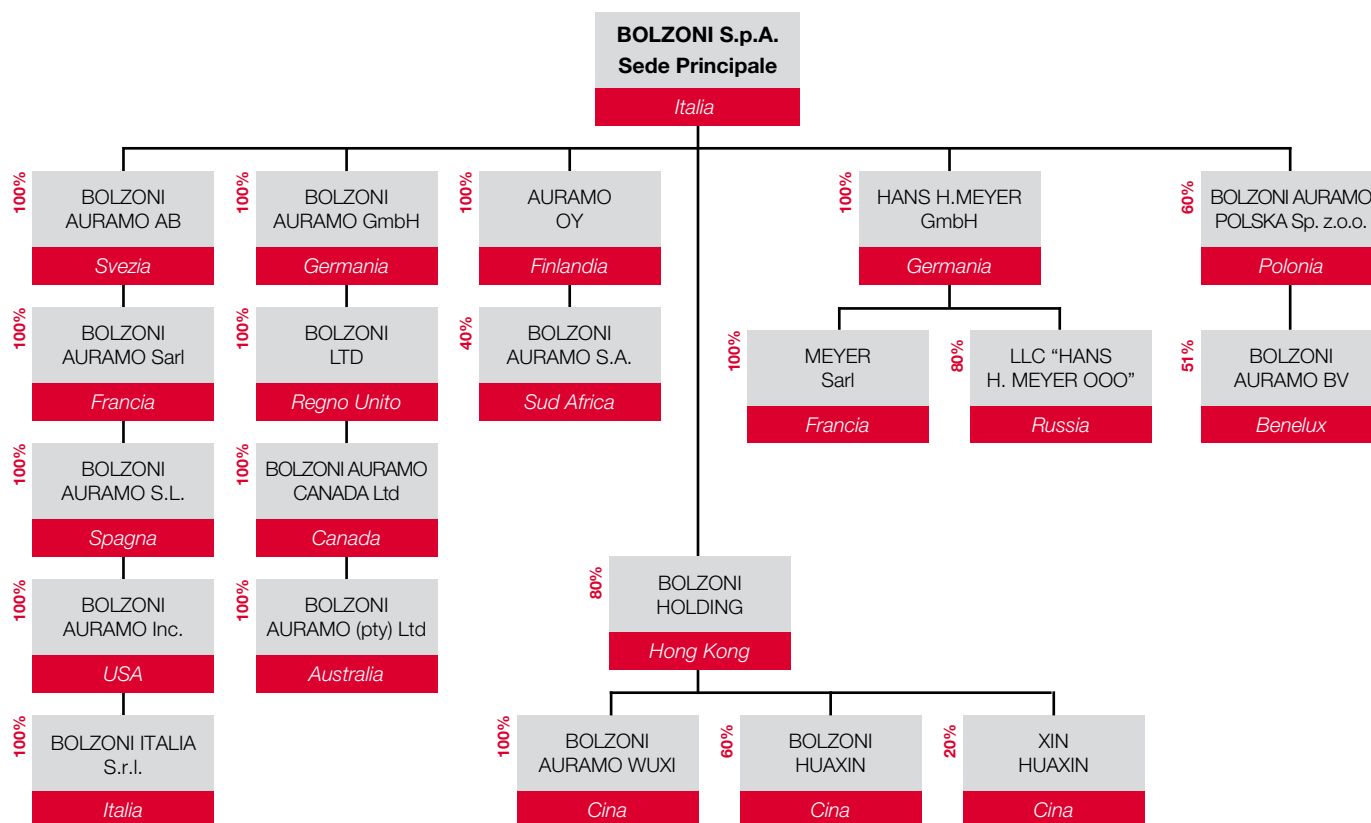 BOLZONI S.p.A.
Sede Principale
Italia
100%
BOLZONI
AURAMO AB
Svezia
100%
BOLZONI
AURAMO GmbH
Germania
100%
AURAMO
OY
Finlandia
100%
HANS H.MEYER
GmbH
Germania
60%
BOLZONI AURAMO
POLSKA Sp. z.o.o.
Polonia
100%
BOLZONI
AURAMO Sarl
Francia
100%
BOLZONI
LTD
Regno Unito
40%
BOLZONI
AURAMO S.A.
Sud Africa
100%
MEYER
Sarl
Francia
80%
LLC “HANS
H. MEYER OOO”
Russia
51%
BOLZONI
AURAMO BV
Benelux
100%
BOLZONI
AURAMO S.L.
Spagna
100%
BOLZONI AURAMO
CANADA Ltd
Canada
100%
BOLZONI
AURAMO Inc.
USA
100%
BOLZONI
AURAMO (pty) Ltd
Australia
80%
BOLZONI
HOLDING
Hong Kong
100%
BOLZONI ITALIA
S.r.l.
Italia
100%
BOLZONI
AURAMO WUXI
Cina
60%
BOLZONI
HUAXIN
Cina
20%
XIN
HUAXIN
Cina